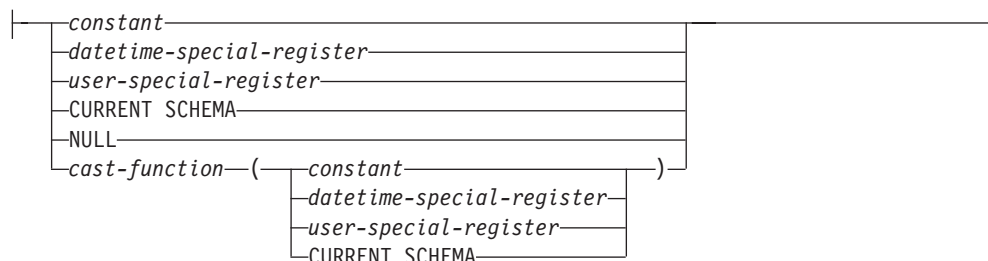 constant
datetime-special-register
user-special-register
CURRENT SCHEMA
NULL
cast-function ( constant )
datetime-special-register
user-special-register
CURRENT SCHEMA